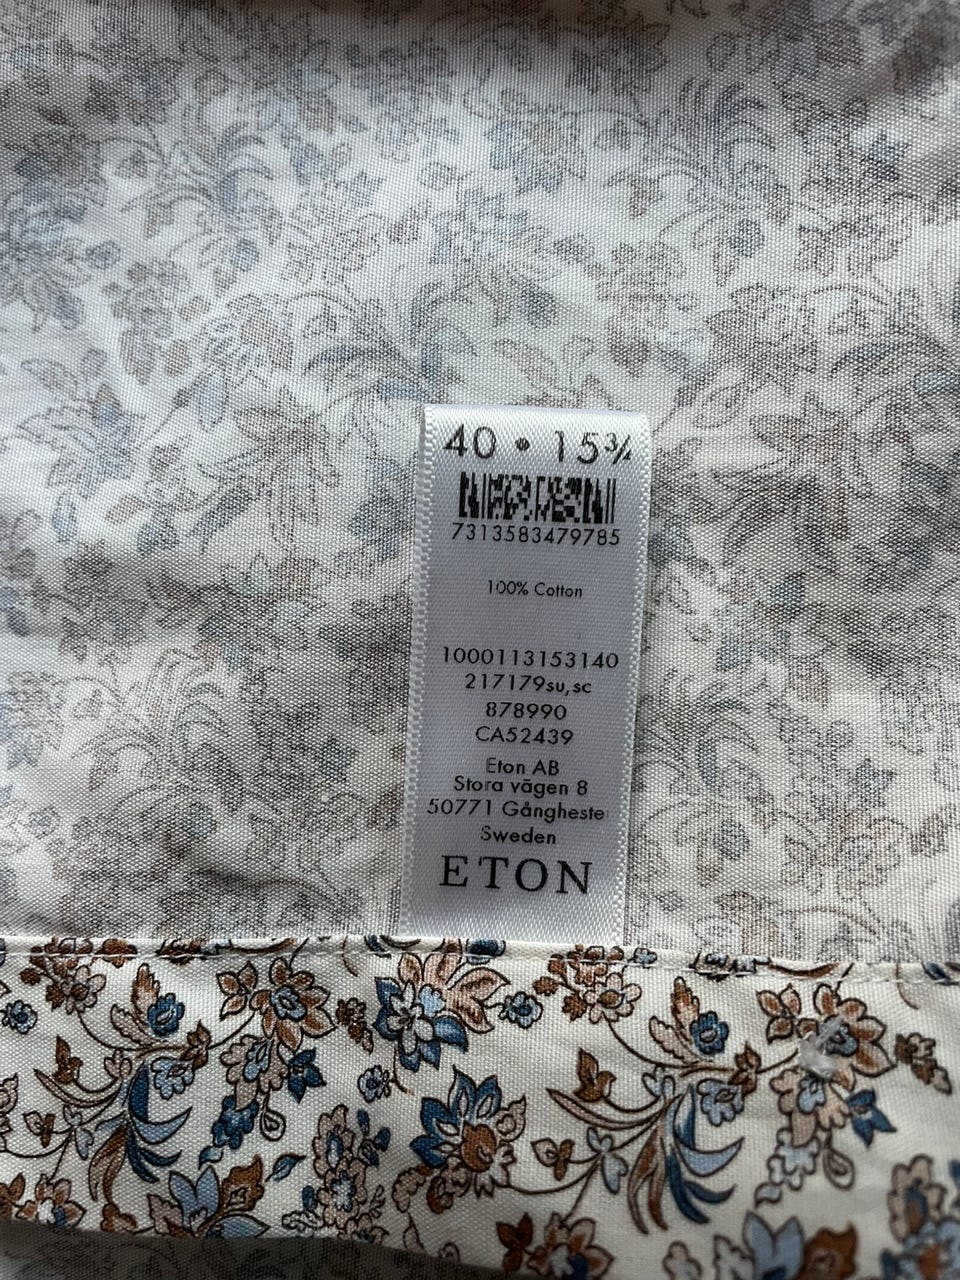 40 • 15¾
7313583479785
100% Cotton
1000113153140
217179su,sc
878990
CA52439
Eton AB
Stora vägen 8
50771 Gångheste
Sweden
ETON